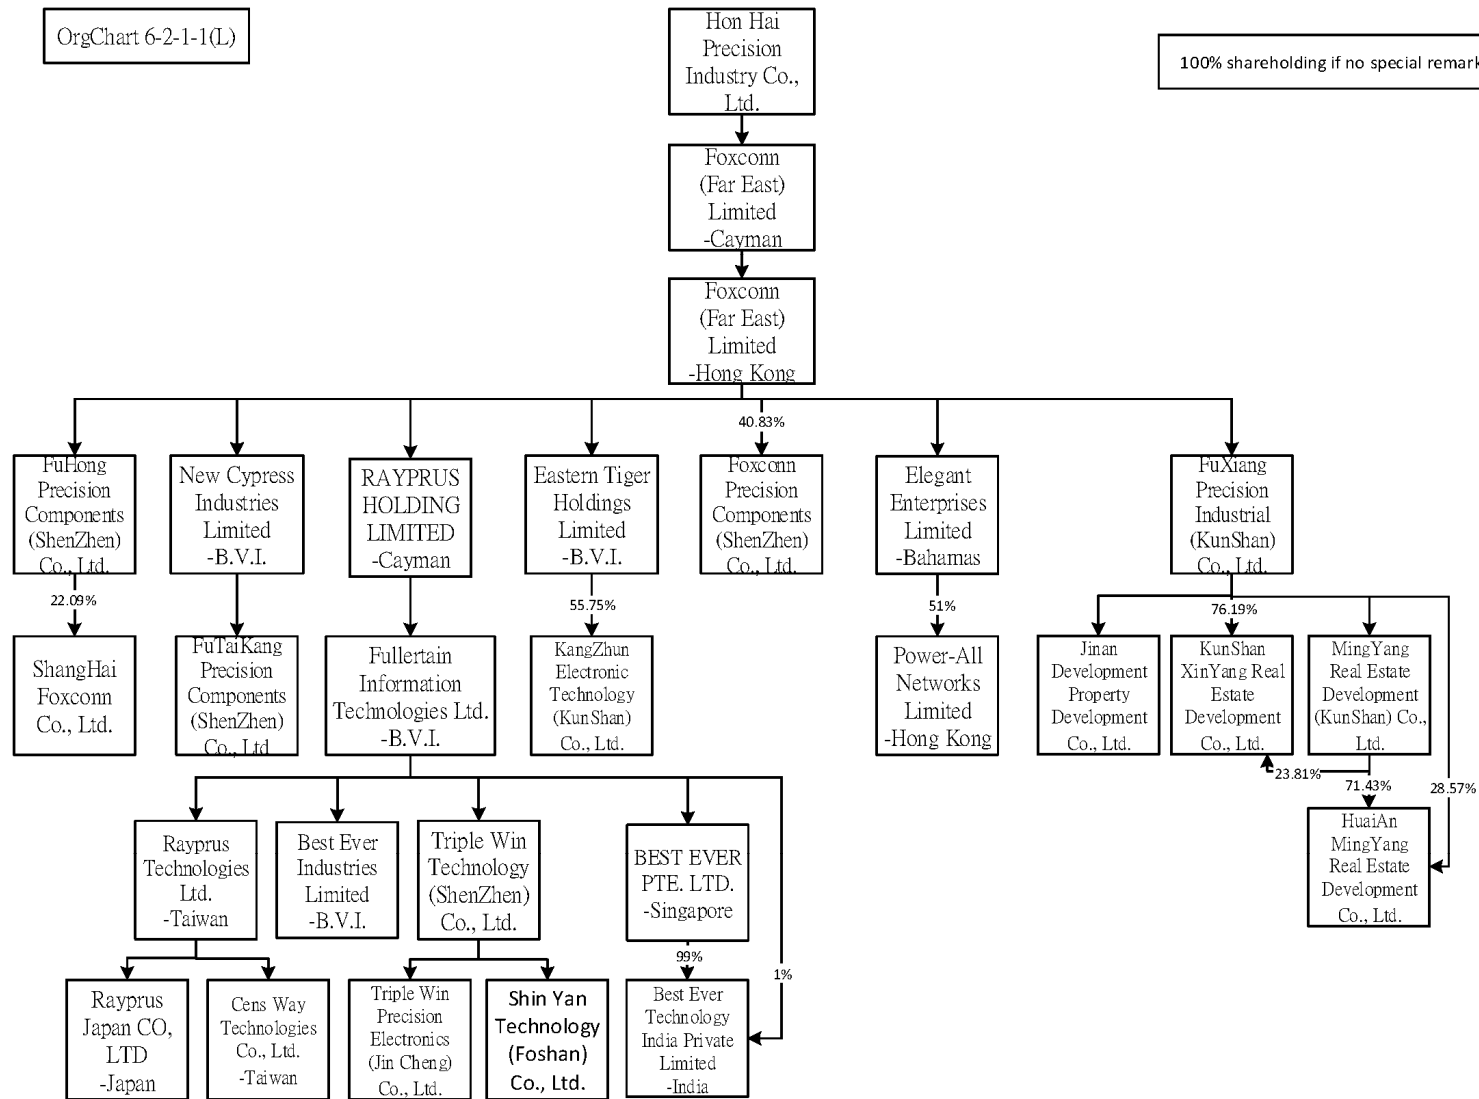 OrgChart 6-2-1-1(L)
Hon Hai
Precision
Industry Co.,
Ltd.
100% shareholding if no special remark
Foxconn
(Far East)
Limited
-Cayman
Foxconn
(Far East)
Limited
-Hong Kong
40.83%
FuHong
Precision
Components
(ShenZhen)
Co., Ltd.
New Cypress
Industries
Limited
-B.V.I.
RAYPRUS
HOLDING
LIMITED
-Cayman
Eastern Tiger
Holdings
Limited
-B.V.I.
Foxconn
Precision
Components
(ShenZhen)
Co., Ltd.
Elegant
Enterprises
Limited
-Bahamas
FuXiang
Precision
Industrial
(KunShan)
Co., Ltd.
22.09%
55.75%
51%
76.19%
ShangHai
Foxconn
Co., Ltd.
FuTaiKang
Precision
Components
(ShenZhen)
Co., Ltd
Fullertain
Information
Technologies Ltd.
-B.V.I.
KangZhun
Electronic
Technology
(KunShan)
Co., Ltd.
Power-All
Networks
Limited
-Hong Kong
Jinan
Development
Property
Development
Co., Ltd.
KunShan
XinYang Real
Estate
Development
Co., Ltd.
MingYang
Real Estate
Development
(KunShan) Co.,
Ltd.
23.81%
71.43%
28.57%
Rayprus
Technologies
Ltd.
-Taiwan
Best Ever
Industries
Limited
-B.V.I.
Triple Win
Technology
(ShenZhen)
Co., Ltd.
BEST EVER
PTE. LTD.
-Singapore
HuaiAn
MingYang
Real Estate
Development
Co., Ltd.
99%
1%
Rayprus
Japan CO,
LTD
-Japan
Cens Way
Technologies
Co., Ltd.
-Taiwan
Triple Win
Precision
Electronics
(Jin Cheng)
Co., Ltd.
Shin Yan
Technology
(Foshan)
Co., Ltd.
Best Ever
Technology
India Private
Limited
-India